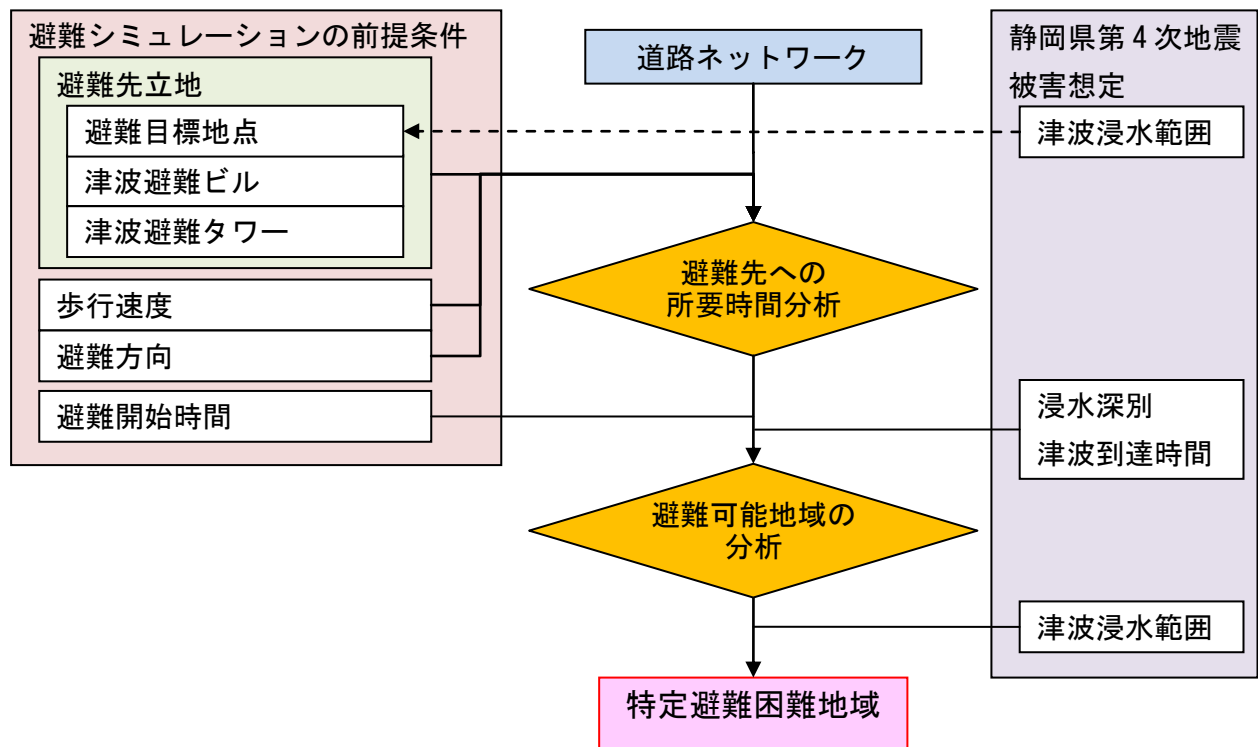 避難シミュレーションの前提条件
避難先立地
避難目標地点
津波避難ビル
津波避難タワー
歩行速度
避難方向
避難開始時間
道路ネットワーク
避難先への
所要時間分析
避難可能地域の
分析
特定避難困難地域
静岡県第4次地震
被害想定
津波浸水範囲
浸水深別
津波到達時間
津波浸水範囲